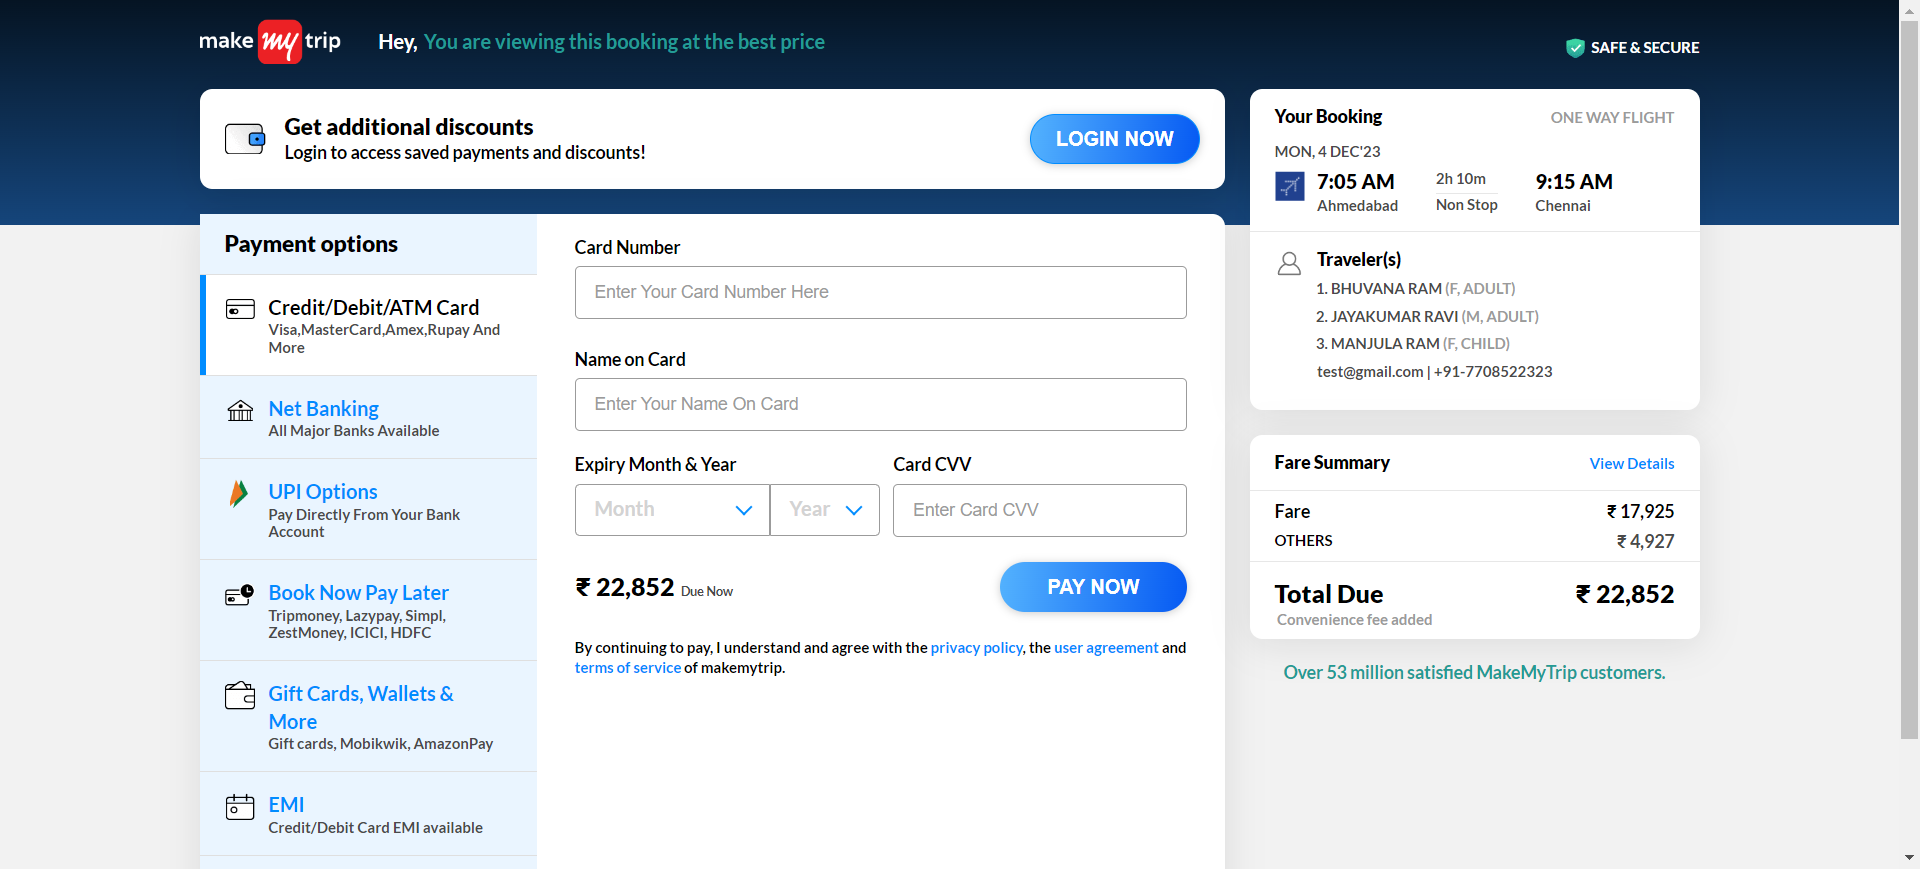 make my trip
Hey, You are viewing this booking at the best price
SAFE & SECURE
Get additional discounts
Login to access saved payments and discounts!
LOGIN NOW
Payment options
Credit/Debit/ATM Card
Visa,MasterCard,Amex,Rupay And
More
Net Banking
All Major Banks Available
UPI Options
Pay Directly From Your Bank
Account
Book Now Pay Later
Tripmoney, Lazypay, Simpl,
ZestMoney, ICICI, HDFC
Gift Cards, Wallets &
More
Gift cards, Mobikwik, AmazonPay
EMI
Credit/Debit Card EMI available
Card Number
Enter Your Card Number Here
Name on Card
Enter Your Name On Card
Expiry Month & Year
Card CVV
Month
Year
Enter Card CVV
₹ 22,852 Due Now
PAY NOW
By continuing to pay, I understand and agree with the privacy policy, the user agreement and
terms of service of makemytrip.
Your Booking
ONE WAY FLIGHT
MON, 4 DEC'23
7:05 AM
2h 10m
9:15 AM
Ahmedabad
Non Stop
Chennai
Traveler(s)
1. BHUVANA RAM (F, ADULT)
2. JAYAKUMAR RAVI (M, ADULT)
3. MANJULA RAM (F, CHILD)
test@gmail.com | +91-7708522323
Fare Summary
View Details
Fare
₹ 17,925
OTHERS
₹ 4,927
Total Due
₹ 22,852
Convenience fee added
Over 53 million satisfied MakeMyTrip customers.